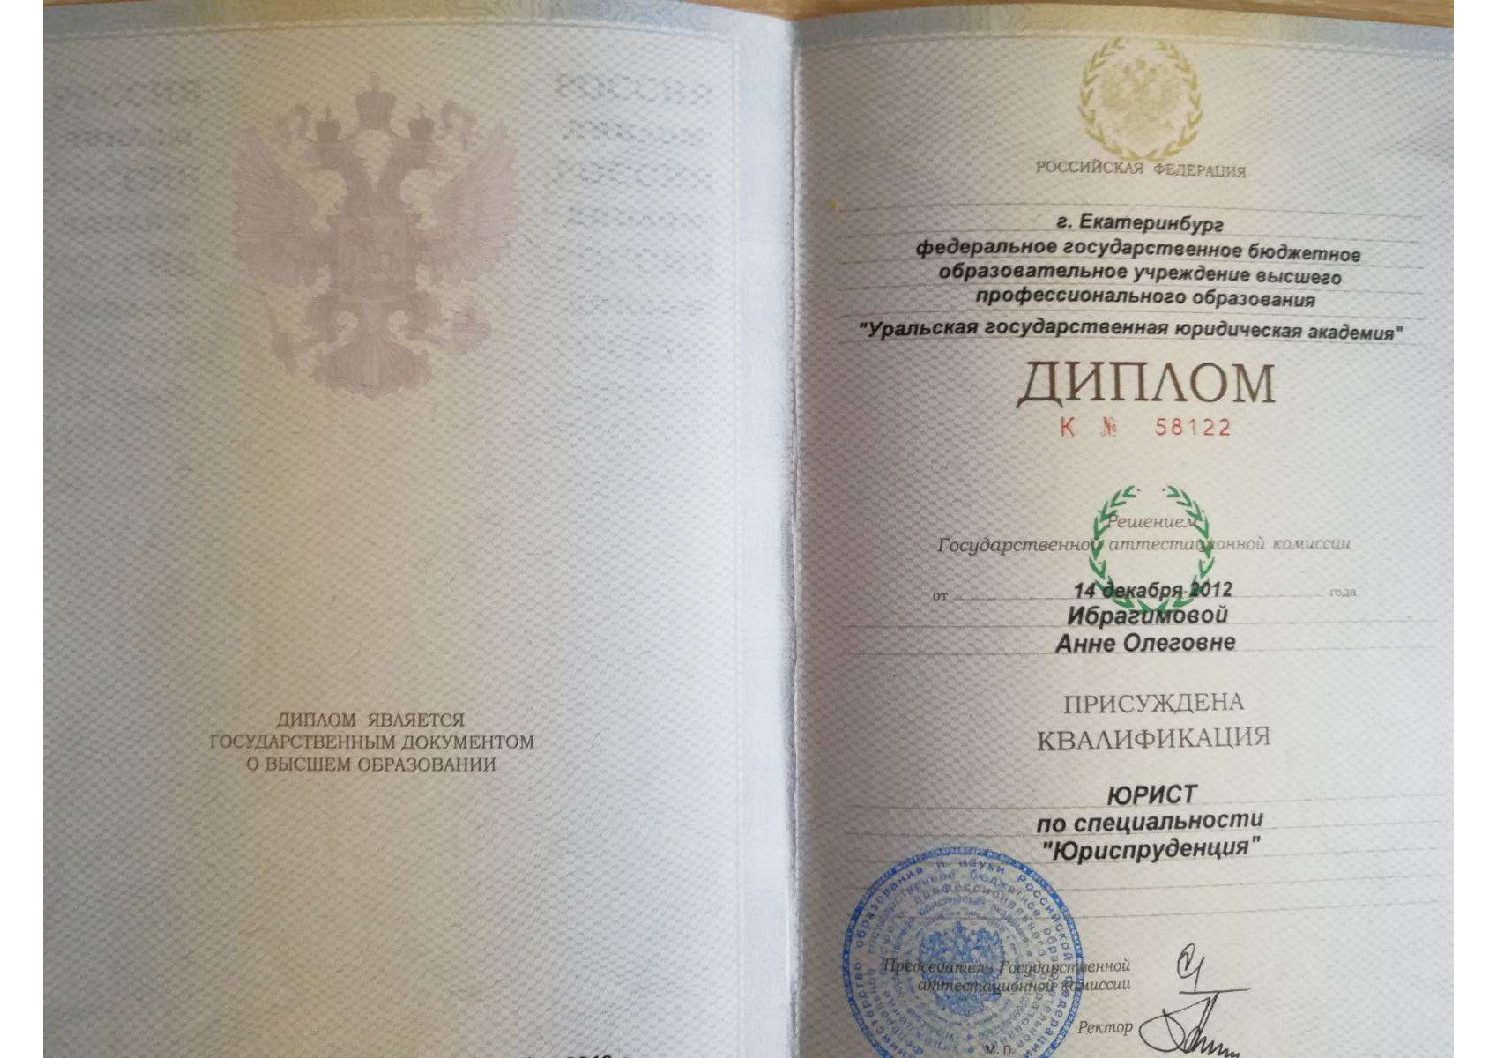 ДИПЛОМ ЯВЛЯЕТСЯ
ГОСУДАРСТВЕННЫМ ДОКУМЕНТОМ
О ВЫСШЕМ ОБРАЗОВАНИИ
РОССИЙСКАЯ ФЕДЕРАЦИЯ
г. Екатеринбург
федеральное государственное бюджетное
образовательное учреждение высшего
профессионального образования
"Уральская государственная юридическая академия"
ДИПЛОМ
К № 58122
Решением
Государственной аттестационной комиссии
от 14 декабря 2012 года
Ибрагимовой
Анне Олеговне
ПРИСУЖДЕНА
КВАЛИФИКАЦИЯ
ЮРИСТ
по специальности
"Юриспруденция"
Председатель Государственной
аттестационной комиссии
Ректор
М. П.